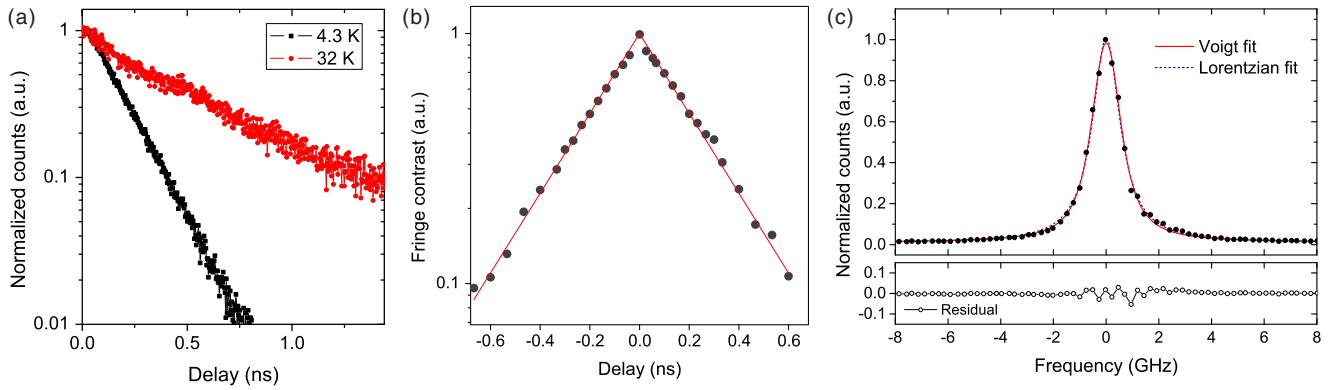 (a)
1
0.1
0.01
Normalized counts (a.u.)
4.3 K
32 K
0.0
0.5
1.0
Delay (ns)
(b)
1
0.1
Fringe contrast (a.u.)
-0.6
-0.4
-0.2
0.0
0.2
0.4
0.6
Delay (ns)
(c)
1.0
0.8
0.6
0.4
0.2
0.0
Normalized counts (a.u.)
Voigt fit
Lorentzian fit
0.1
0.0
-0.1
Residual
-8
-6
-4
-2
0
2
4
6
8
Frequency (GHz)